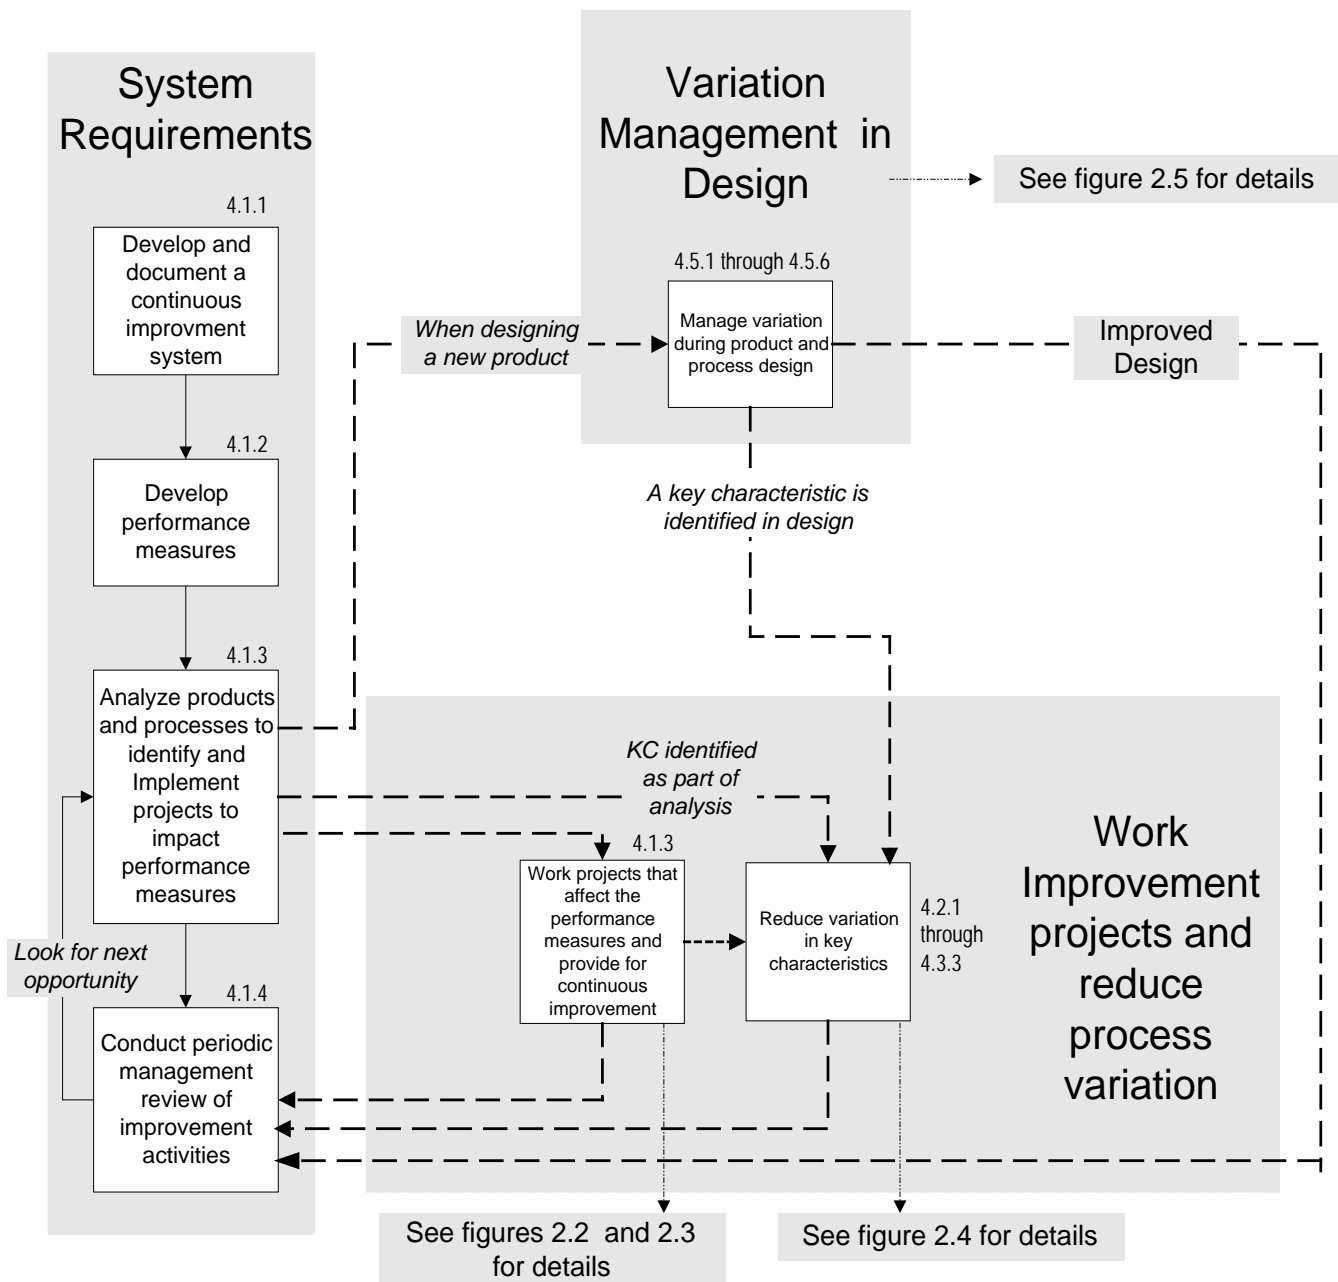 System
Requirements
4.1.1
Develop and
document a
continuous
improvment
system
4.1.2
Develop
performance
measures
4.1.3
Analyze products
and processes to
identify and
Implement
projects to
impact
performance
measures
Look for next
opportunity
4.1.4
Conduct periodic
management
review of
improvement
activities
Variation
Management in
Design
See figure 2.5 for details
4.5.1 through 4.5.6
Manage variation
during product and
process design
When designing
a new product
Improved
Design
A key characteristic is
identified in design
KC identified
as part of
analysis
4.1.3
Work projects that
affect the
performance
measures and
provide for
continuous
improvement
Reduce variation
in key
characteristics
4.2.1
through
4.3.3
Work
Improvement
projects and
reduce
process
variation
See figures 2.2 and 2.3
for details
See figure 2.4 for details